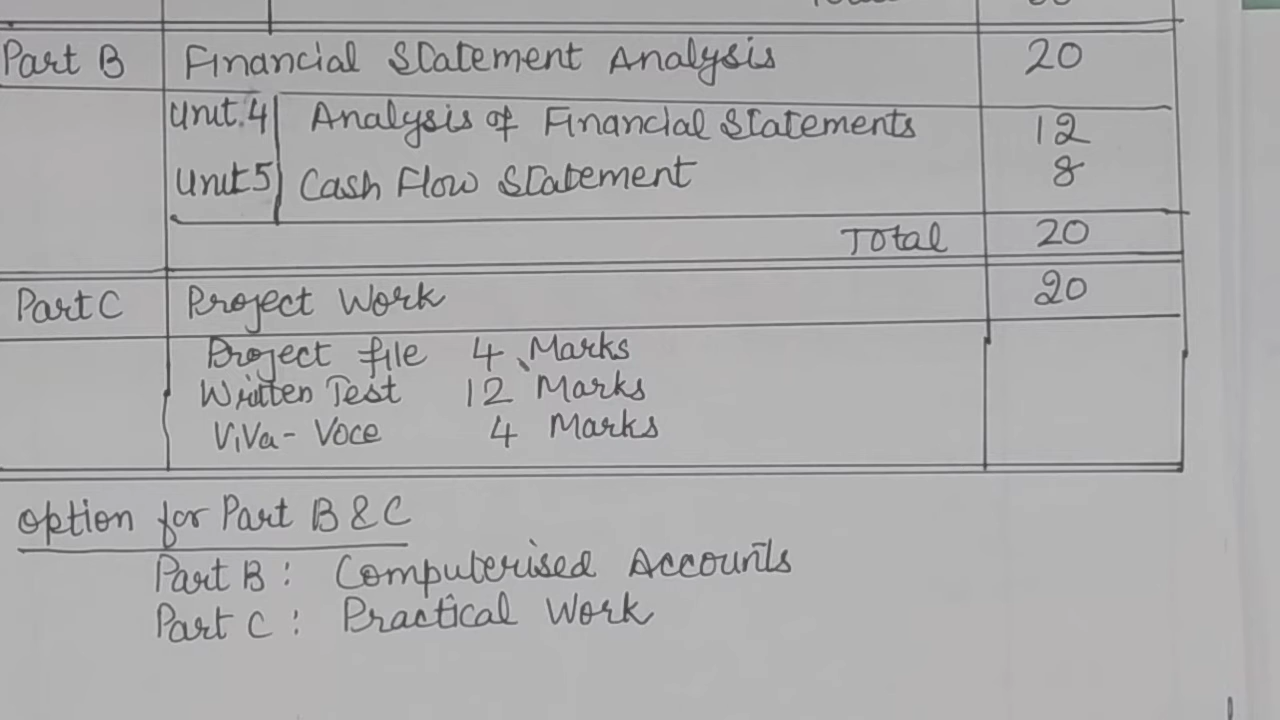 Part B Financial Statement Analysis 20
Unit.4 Analysis of Financial Statements 12
Unit 5 Cash Flow Statement 8
Total 20
Part C Project Work 20
Project file 4 Marks
Written Test 12 Marks
Viva-Voce 4 Marks
option for Part B & C
Part B : Computerised Accounts
Part C : Practical Work